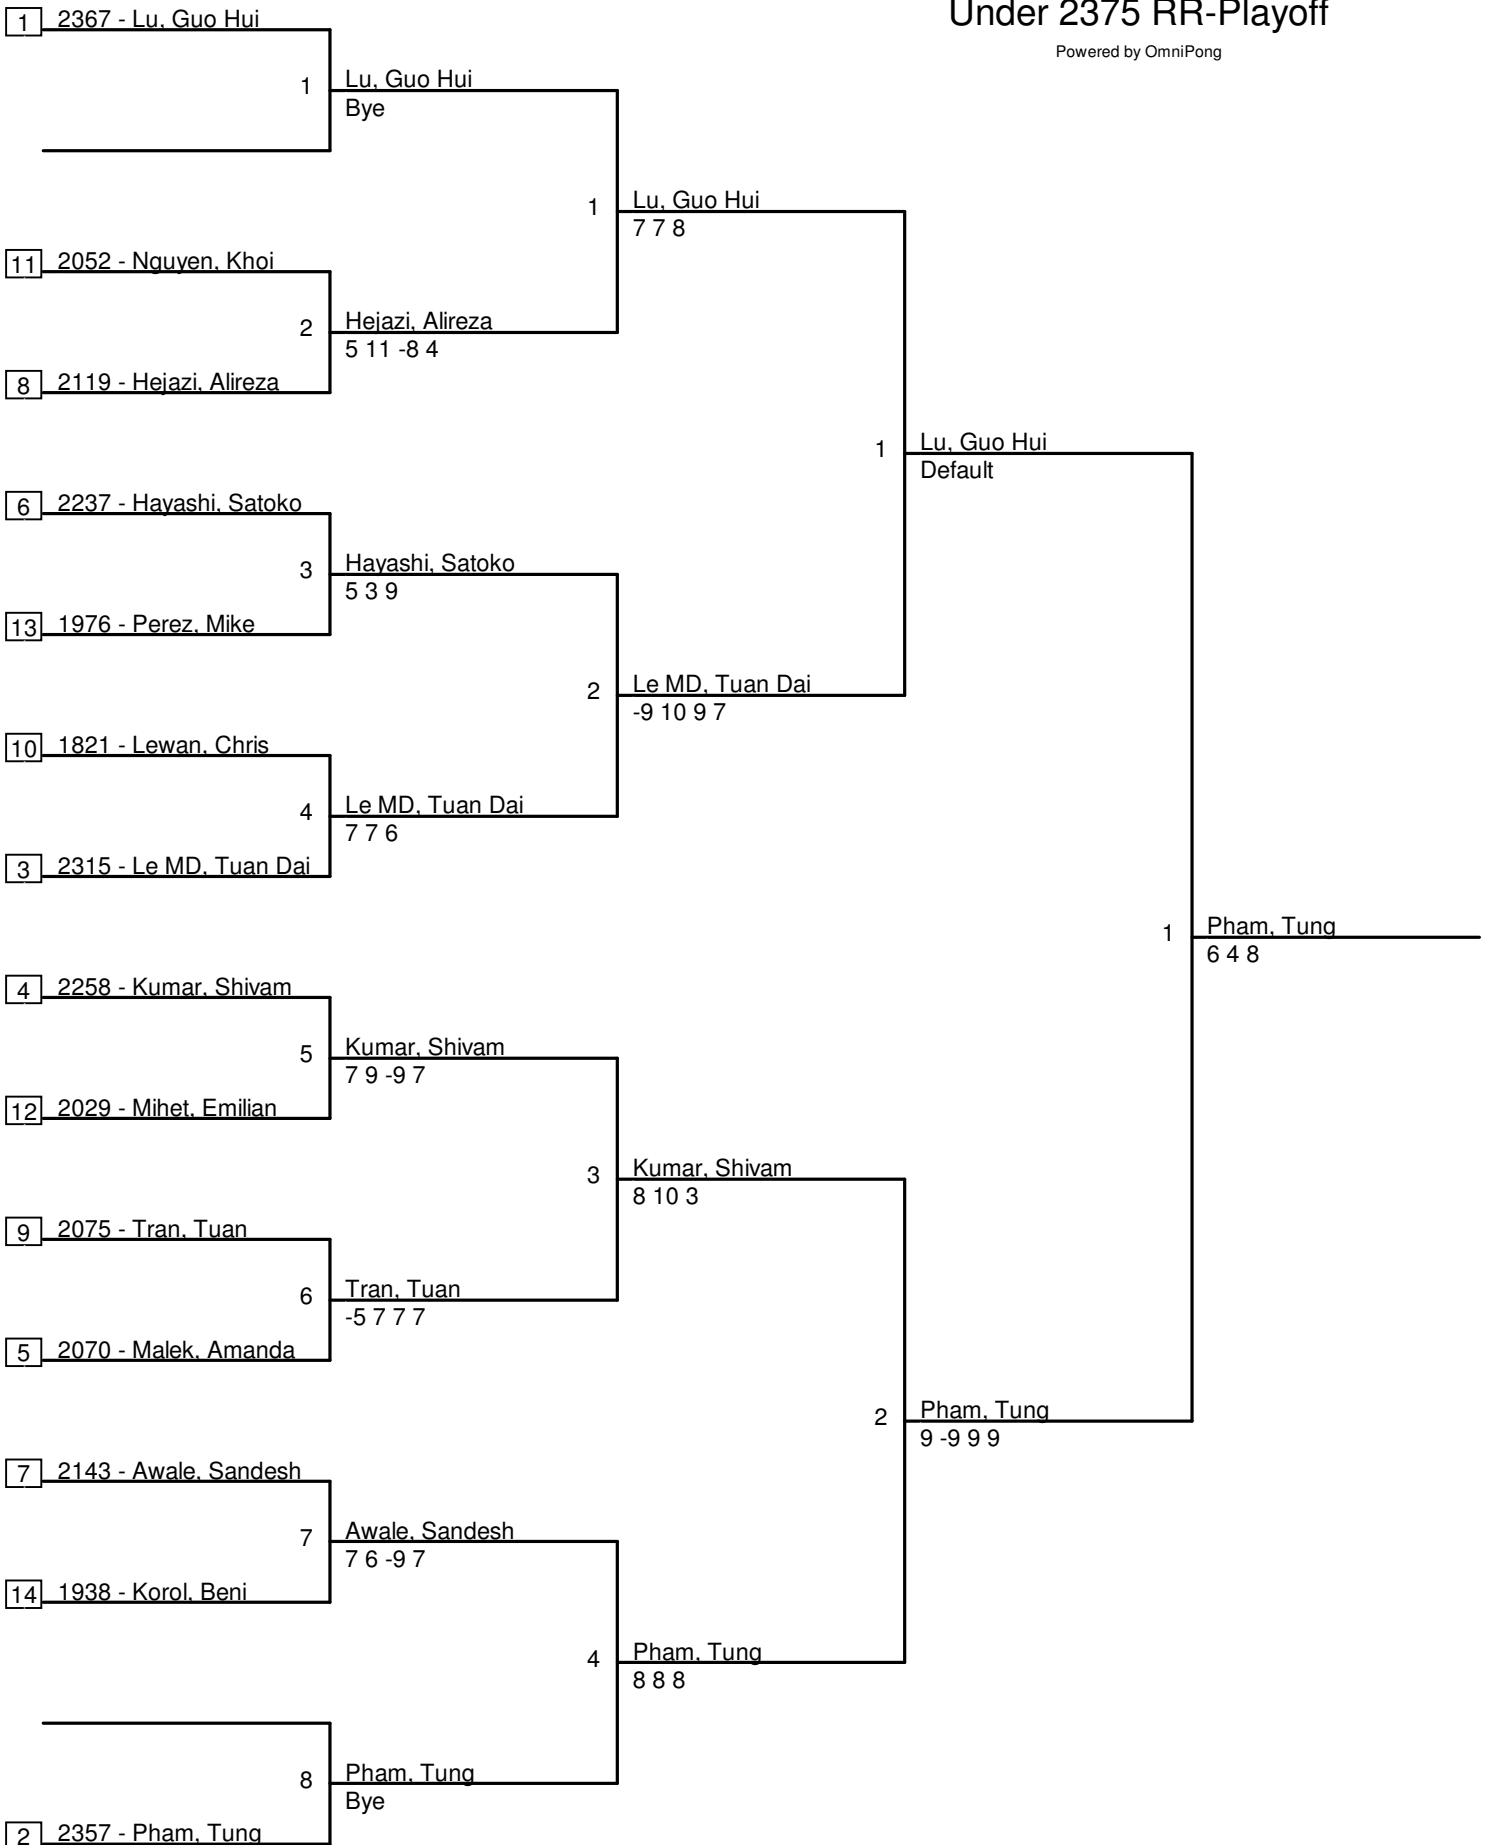 Under 2375 RR-Playoff
Powered by OmniPong
1 2367 - Lu, Guo Hui
1 Lu, Guo Hui
Bye
1 Lu, Guo Hui
7 7 8
11 2052 - Nguyen, Khoi
2 Hejazi, Alireza
5 11 -8 4
8 2119 - Hejazi, Alireza
1 Lu, Guo Hui
Default
6 2237 - Hayashi, Satoko
3 Hayashi, Satoko
5 3 9
13 1976 - Perez, Mike
2 Le MD, Tuan Dai
-9 10 9 7
10 1821 - Lewan, Chris
4 Le MD, Tuan Dai
7 7 6
3 2315 - Le MD, Tuan Dai
1 Pham, Tung
6 4 8
4 2258 - Kumar, Shivam
5 Kumar, Shivam
7 9 -9 7
12 2029 - Mihet, Emilian
3 Kumar, Shivam
8 10 3
9 2075 - Tran, Tuan
6 Tran, Tuan
-5 7 7 7
5 2070 - Malek, Amanda
2 Pham, Tung
9 -9 9 9
7 2143 - Awale, Sandesh
7 Awale, Sandesh
7 6 -9 7
14 1938 - Korol, Beni
4 Pham, Tung
8 8 8
8 Pham, Tung
Bye
2 2357 - Pham, Tung